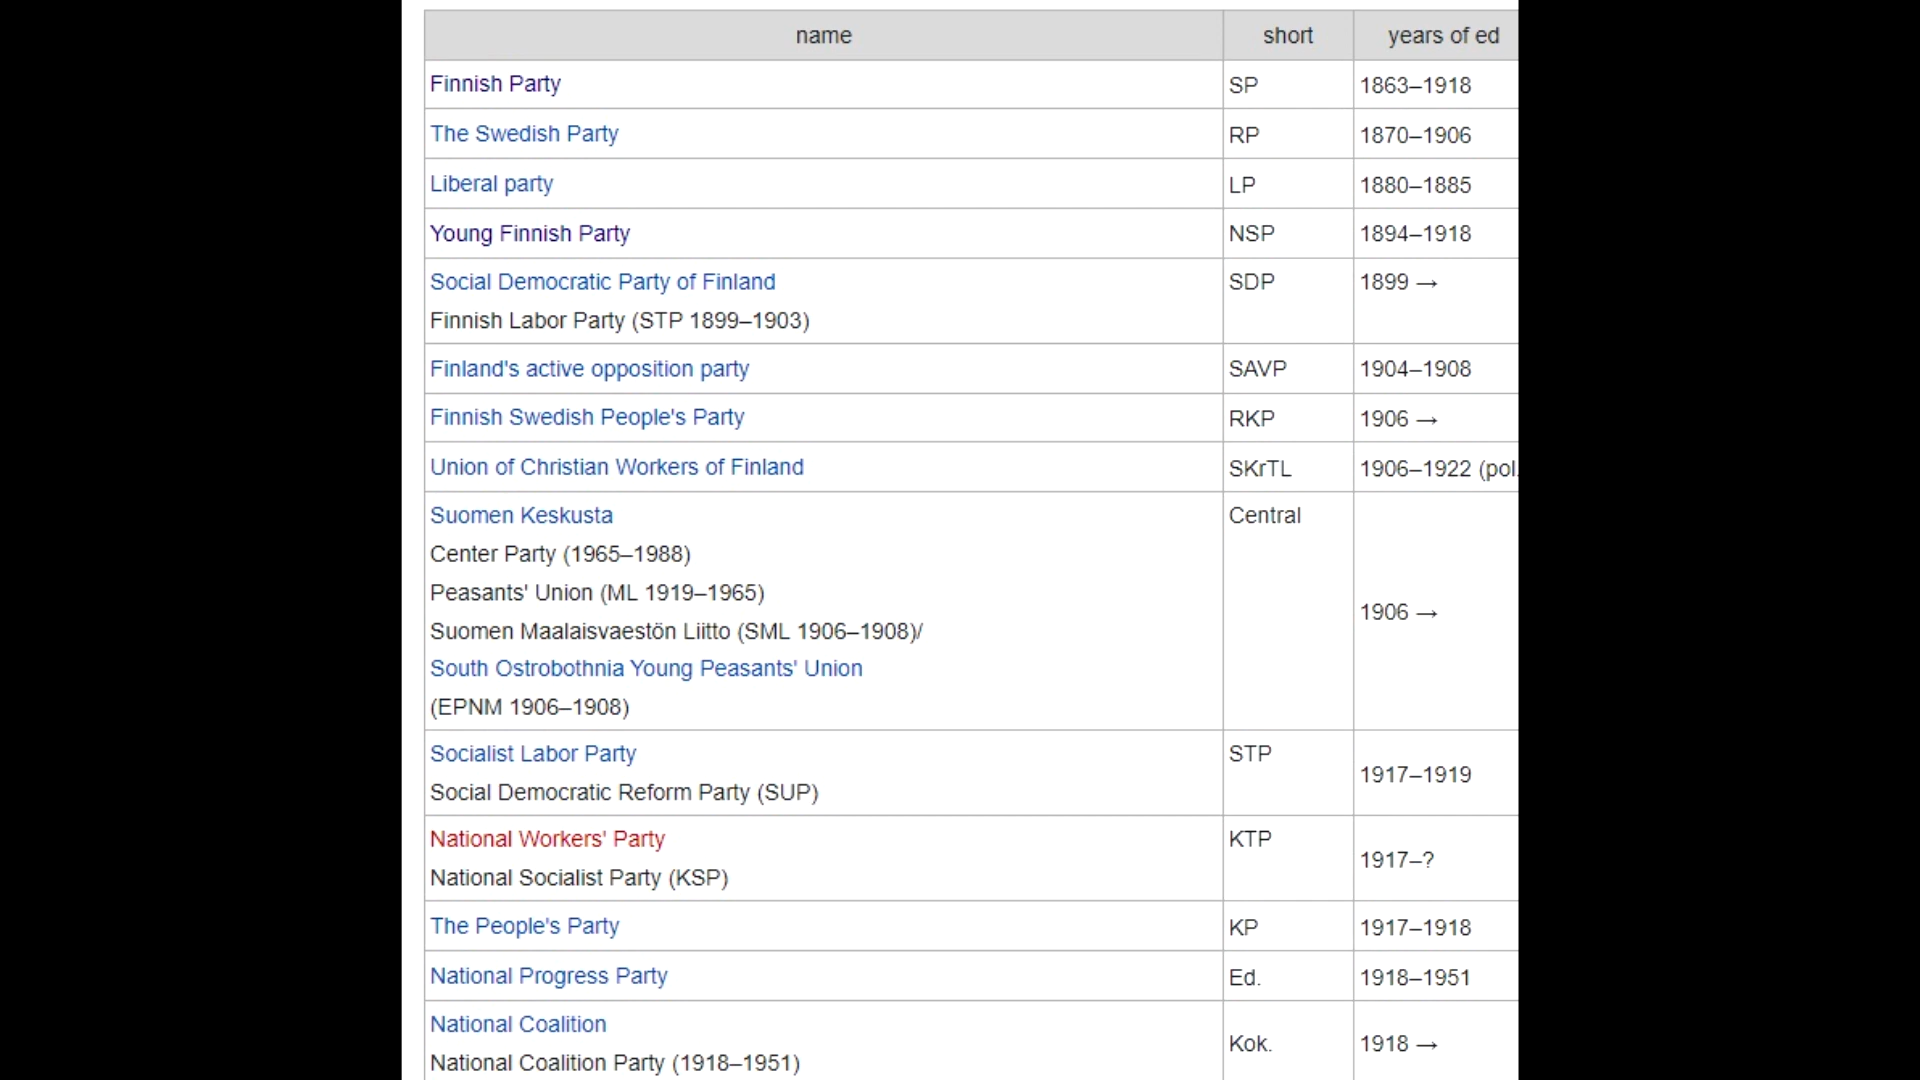 name short years of ed
Finnish Party SP 1863–1918
The Swedish Party RP 1870–1906
Liberal party LP 1880–1885
Young Finnish Party NSP 1894–1918
Social Democratic Party of Finland SDP 1899 →
Finnish Labor Party (STP 1899–1903)
Finland's active opposition party SAVP 1904–1908
Finnish Swedish People's Party RKP 1906 →
Union of Christian Workers of Finland SKrTL 1906–1922 (pol.
Suomen Keskusta Central
Center Party (1965–1988)
Peasants' Union (ML 1919–1965)
1906 →
Suomen Maalaisvaestön Liitto (SML 1906–1908)/
South Ostrobothnia Young Peasants' Union
(EPNM 1906–1908)
Socialist Labor Party STP
1917–1919
Social Democratic Reform Party (SUP)
National Workers' Party KTP
1917–?
National Socialist Party (KSP)
The People's Party KP 1917–1918
National Progress Party Ed. 1918–1951
National Coalition
Kok. 1918 →
National Coalition Party (1918–1951)